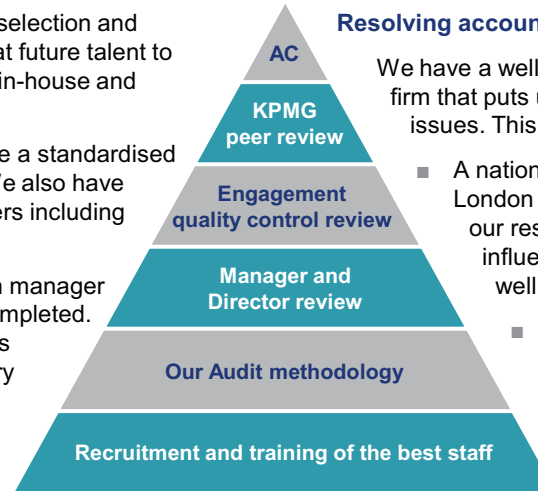 selection and
at future talent to
in-house and
e a standardised
We also have
ers including
n manager
mpleted.
s
ry
AC
KPMG
peer review
Engagement
quality control review
Manager and
Director review
Our Audit methodology
Recruitment and training of the best staff
Resolving accoun
We have a well
firm that puts
issues. This
■ A nation
London
our res
influe
well
■